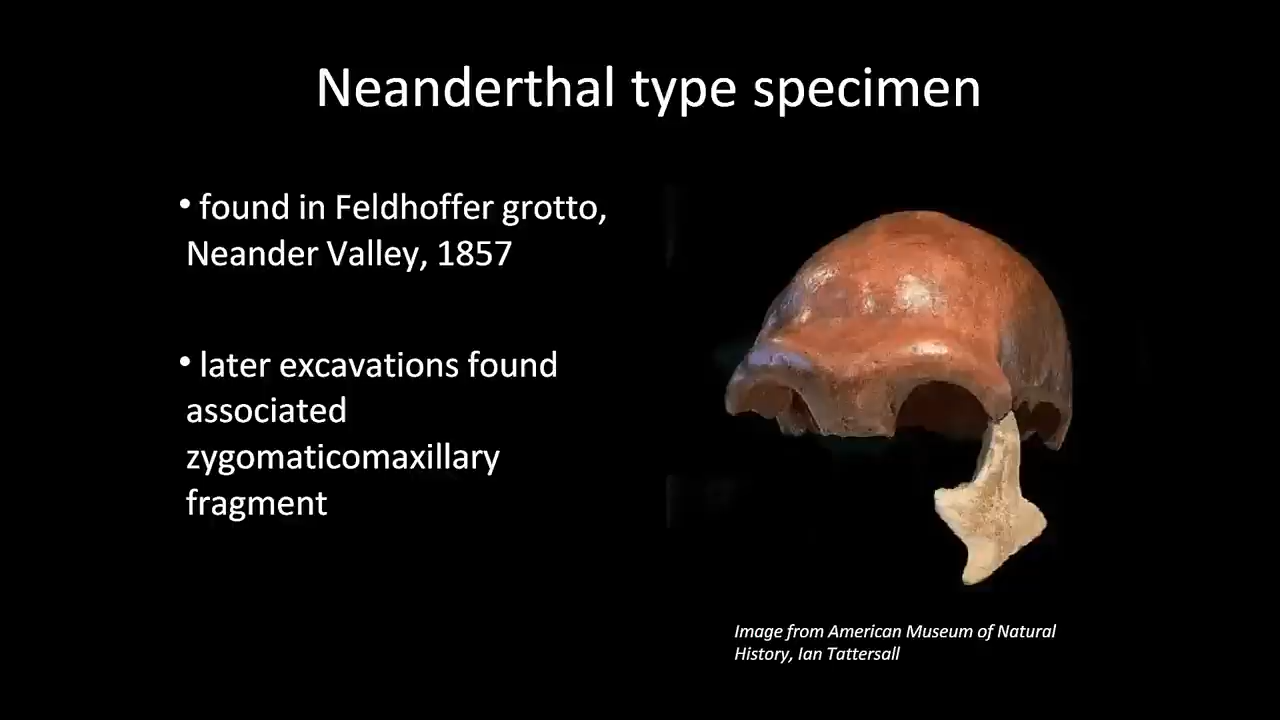 Neanderthal type specimen
• found in Feldhoffer grotto,
Neander Valley, 1857
• later excavations found
associated
zygomaticomaxillary
fragment
Image from American Museum of Natural
History, Ian Tattersall